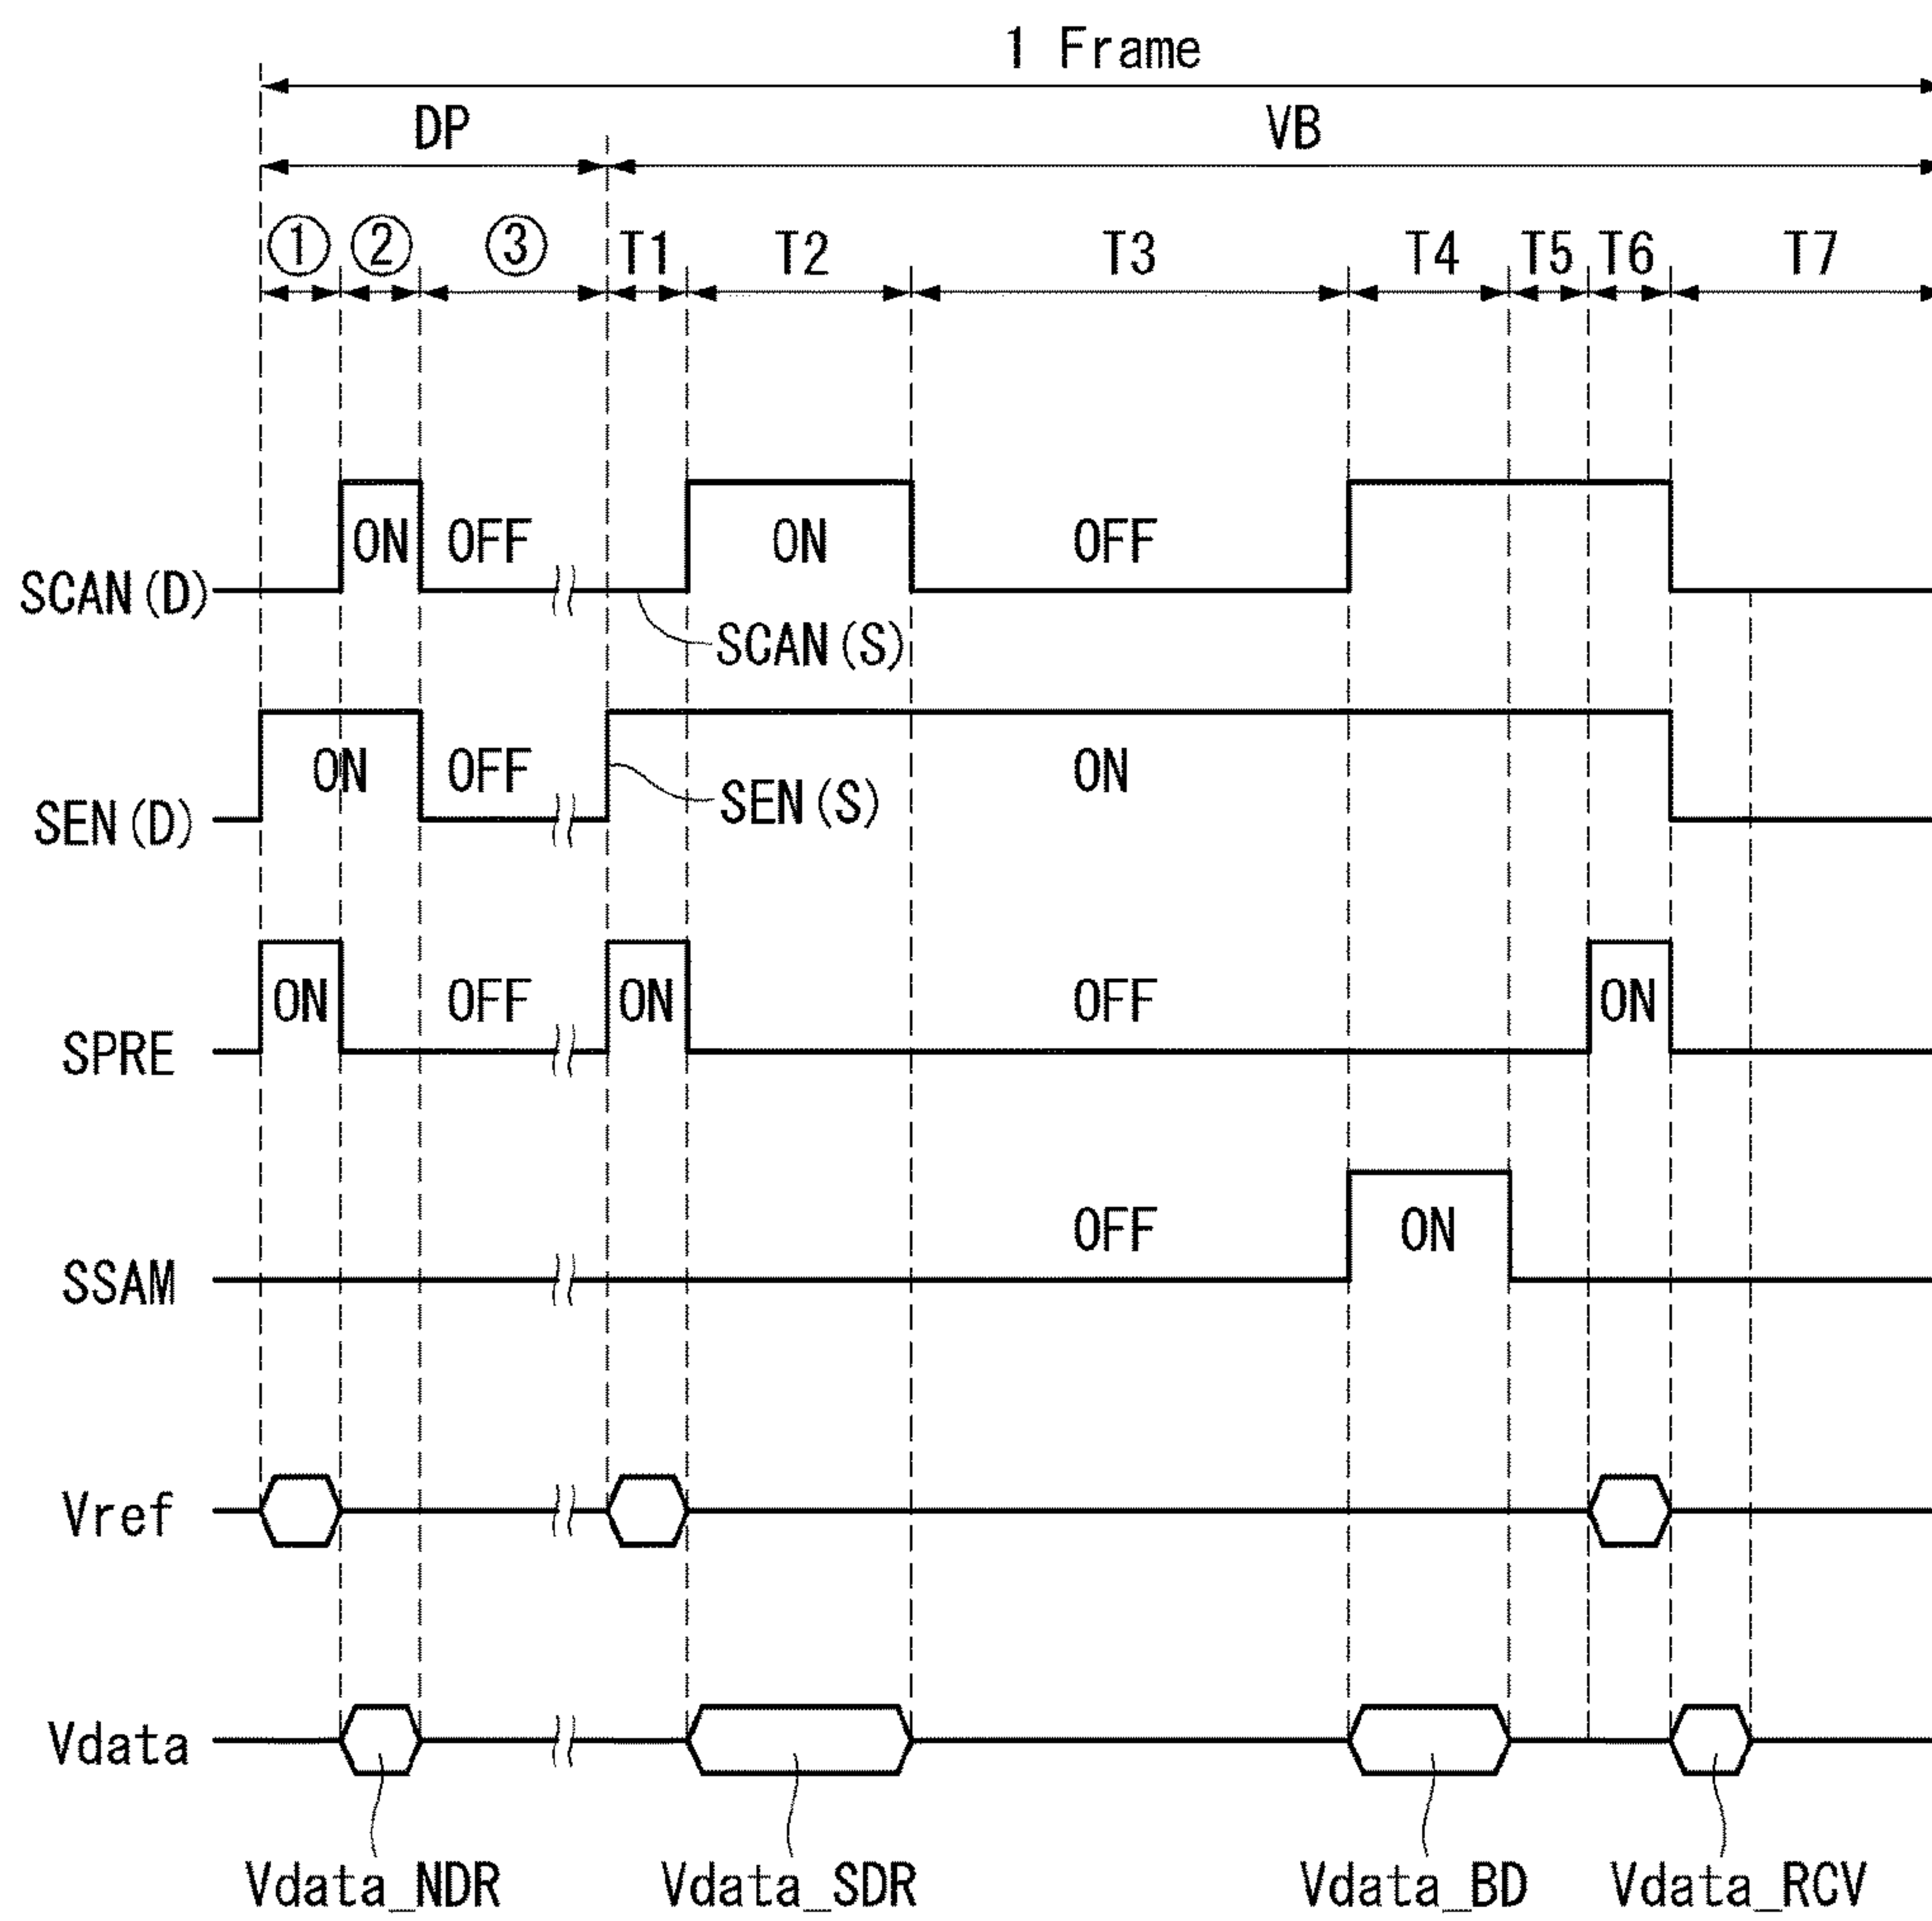 1 Frame
DP VB
① ② ③ T1 T2 T3 T4 T5 T6 T7
ON OFF ON OFF
SCAN(D)
SCAN(S)
ON OFF ON
SEN(S)
SEN(D)
ON OFF ON OFF ON
SPRE
OFF ON
SSAM
Vref
Vdata
Vdata_NDR Vdata_SDR Vdata_BD Vdata_RCV